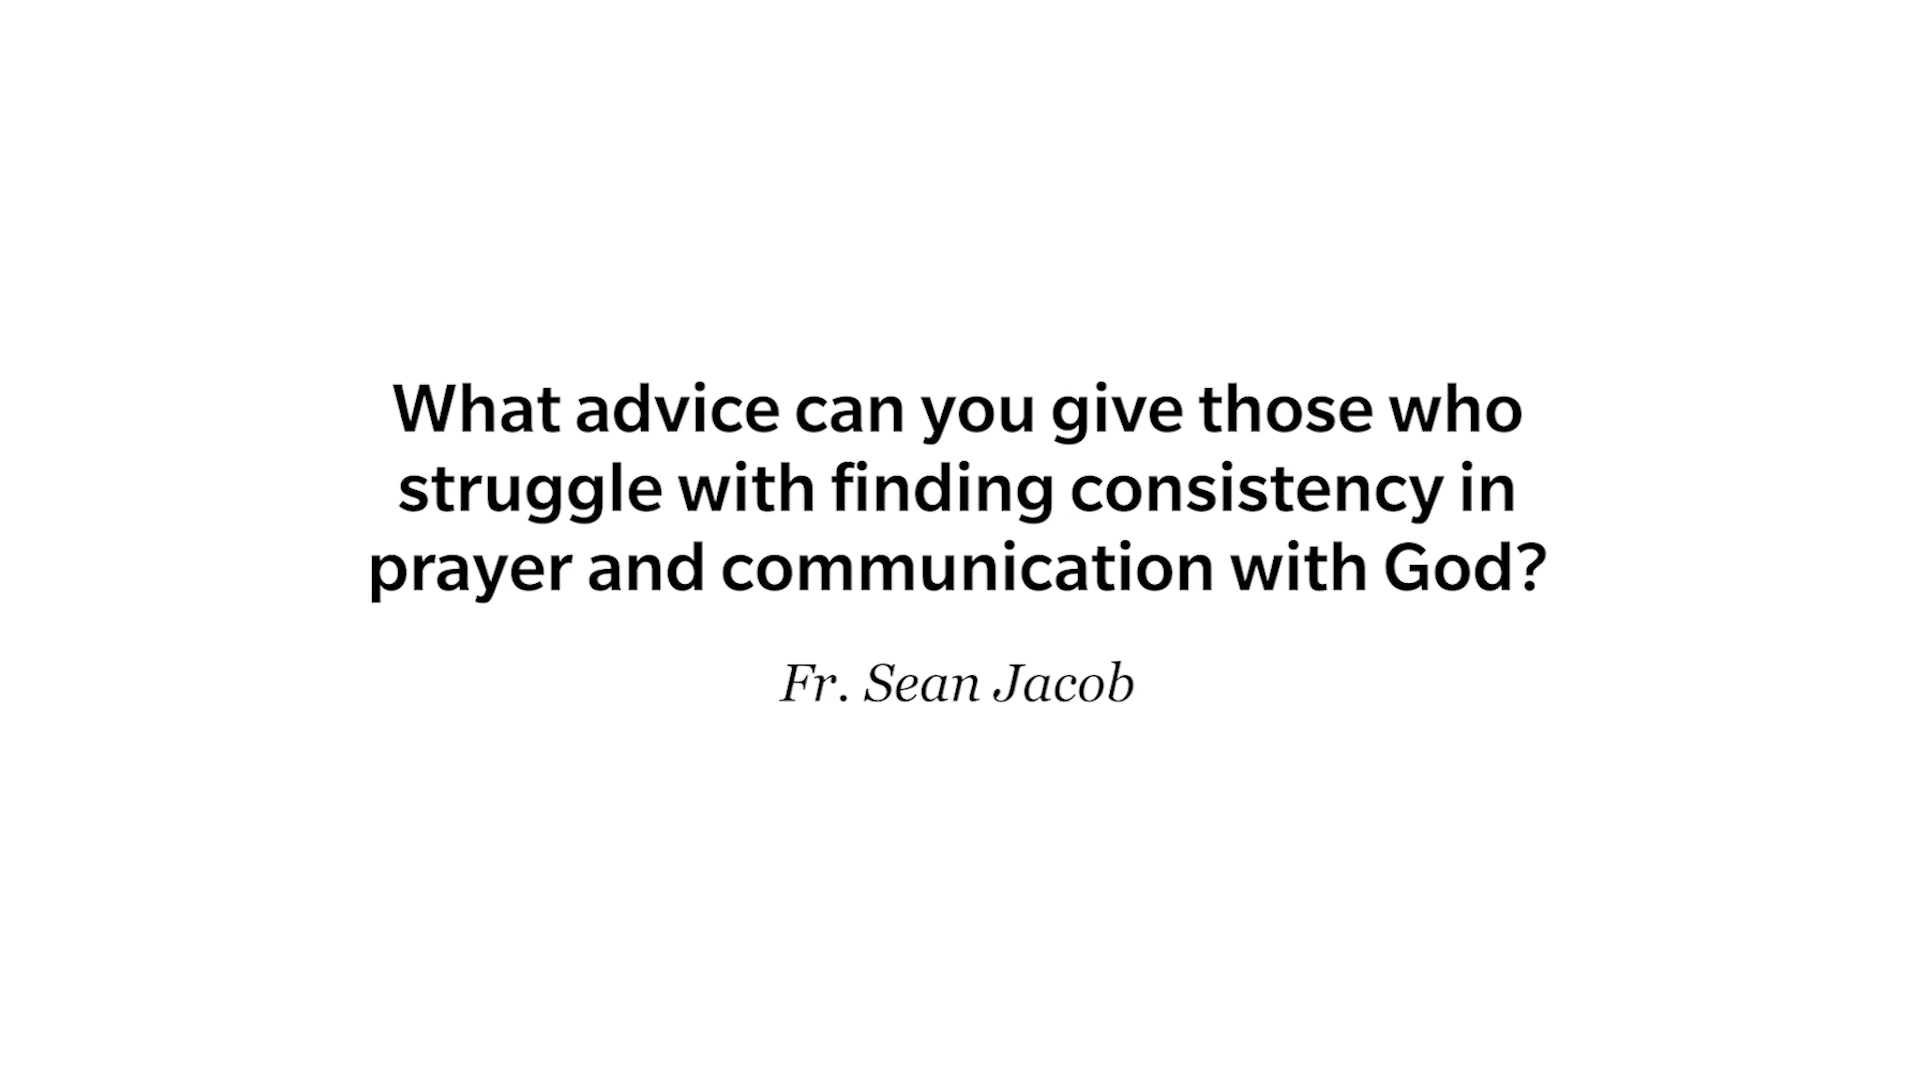 What advice can you give those who
struggle with finding consistency in
prayer and communication with God?
Fr. Sean Jacob